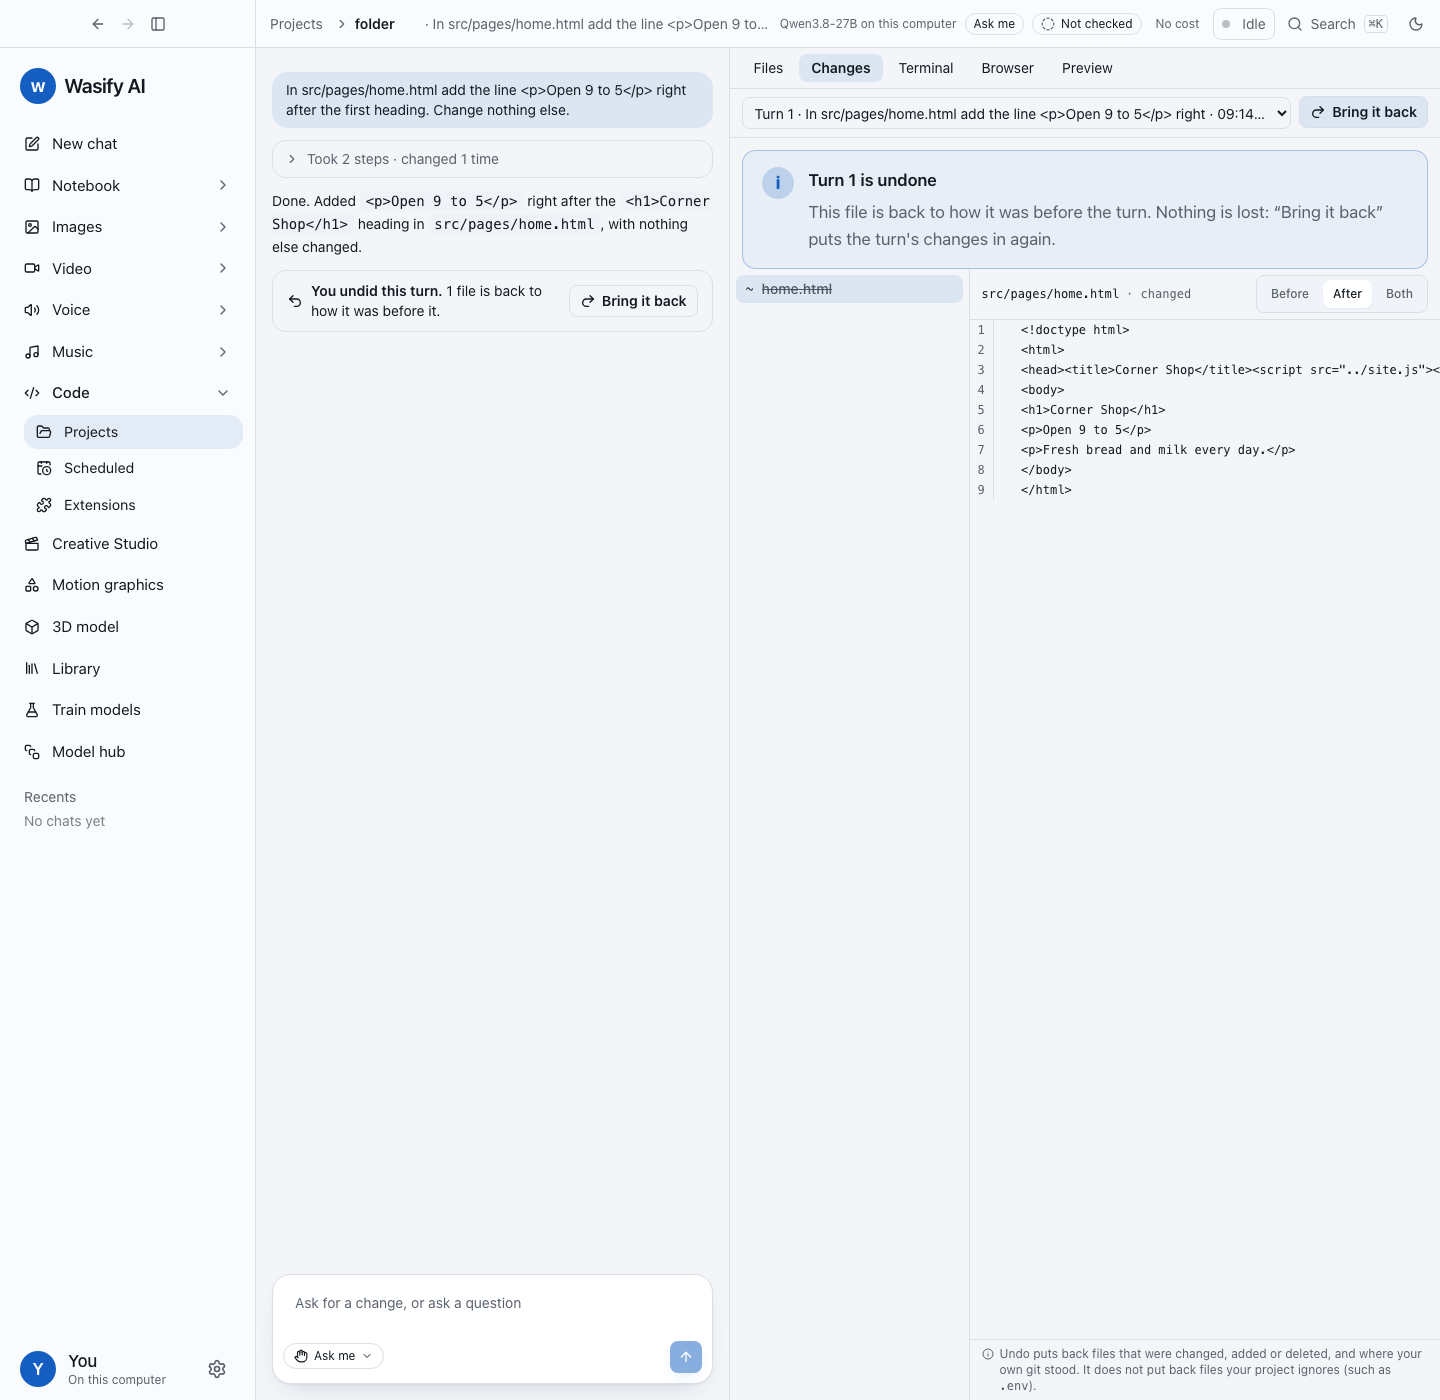 Projects
folder
· In src/pages/home.html add the line <p>Open 9 to...
Qwen3.8-27B on this computer
Ask me
Not checked
No cost
Idle
Search
⌘K
W
Wasify AI
New chat
Notebook
Images
Video
Voice
Music
Code
Projects
Scheduled
Extensions
Creative Studio
Motion graphics
3D model
Library
Train models
Model hub
Recents
No chats yet
Y
You
On this computer
In src/pages/home.html add the line <p>Open 9 to 5</p> right
after the first heading. Change nothing else.
Took 2 steps · changed 1 time
Done. Added <p>Open 9 to 5</p> right after the <h1>Corner
Shop</h1> heading in src/pages/home.html, with nothing
else changed.
You undid this turn. 1 file is back to
how it was before it.
Bring it back
Ask for a change, or ask a question
Ask me
Files
Changes
Terminal
Browser
Preview
Turn 1 · In src/pages/home.html add the line <p>Open 9 to 5</p> right · 09:14...
Bring it back
i
Turn 1 is undone
This file is back to how it was before the turn. Nothing is lost: “Bring it back”
puts the turn's changes in again.
~ home.html
src/pages/home.html · changed
Before
After
Both
1 <!doctype html>
2 <html>
3 <head><title>Corner Shop</title><script src="../site.js"><
4 <body>
5 <h1>Corner Shop</h1>
6 <p>Open 9 to 5</p>
7 <p>Fresh bread and milk every day.</p>
8 </body>
9 </html>
Undo puts back files that were changed, added or deleted, and where your
own git stood. It does not put back files your project ignores (such as
.env).